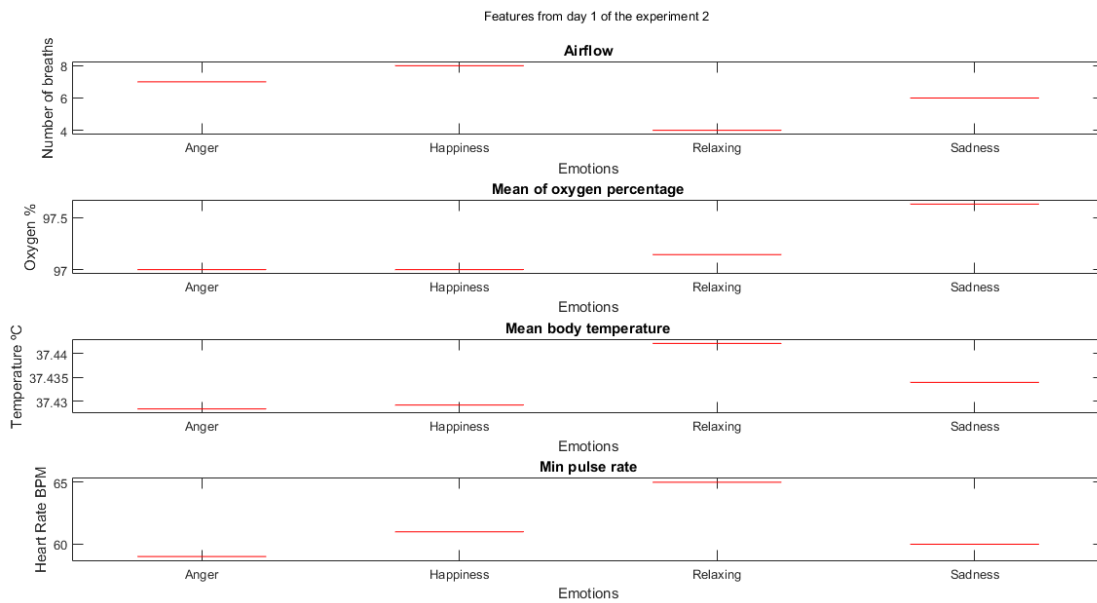 Features from day 1 of the experiment 2
Airflow
Number of breaths
8
6
4
Anger Happiness Relaxing Sadness
Emotions
Mean of oxygen percentage
Oxygen %
97.5
97
Anger Happiness Relaxing Sadness
Emotions
Mean body temperature
Temperature ºC
37.44
37.435
37.43
Anger Happiness Relaxing Sadness
Emotions
Min pulse rate
Heart Rate BPM
65
60
Anger Happiness Relaxing Sadness
Emotions